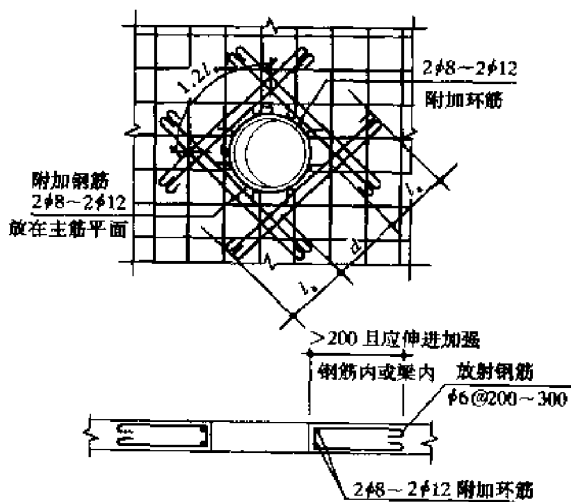 2φ8～2φ12
附加环筋
1.2lₐ
附加钢筋
2φ8～2φ12
放在主筋平面
lₐ
d
lₐ
>200 且应伸进加强
钢筋内或梁内
放射钢筋
φ6@200～300
2φ8～2φ12 附加环筋